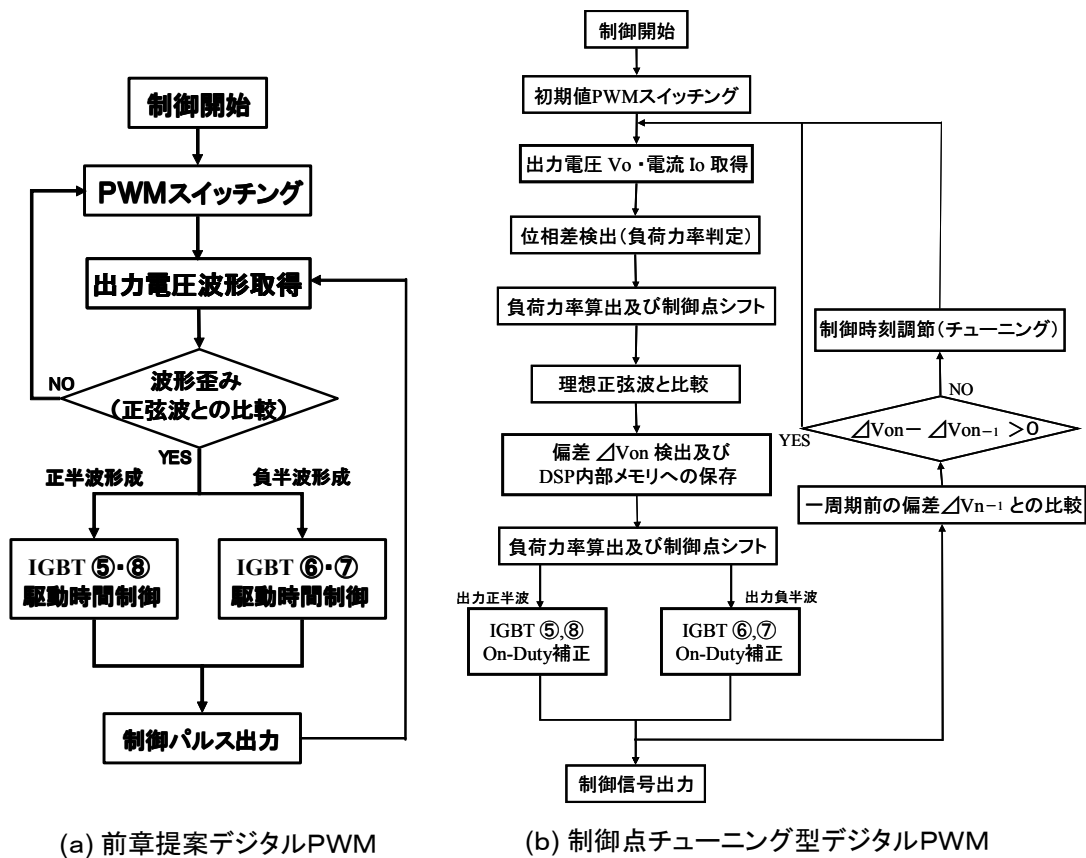 制御開始
PWMスイッチング
出力電圧波形取得
NO
波形歪み
(正弦波との比較)
YES
正半波形成
負半波形成
IGBT ⑤・⑧
駆動時間制御
IGBT ⑥・⑦
駆動時間制御
制御パルス出力
(a) 前章提案デジタルPWM
制御開始
初期値PWMスイッチング
出力電圧 Vo ・電流 Io 取得
位相差検出(負荷力率判定)
負荷力率算出及び制御点シフト
理想正弦波と比較
偏差 ⊿Von 検出及び
DSP内部メモリへの保存
負荷力率算出及び制御点シフト
出力正半波
出力負半波
IGBT ⑤,⑧
On-Duty補正
IGBT ⑥,⑦
On-Duty補正
制御信号出力
制御時刻調節(チューニング)
NO
YES
⊿Von− ⊿Von−1 >0
一周期前の偏差⊿Vn−1 との比較
(b) 制御点チューニング型デジタルPWM